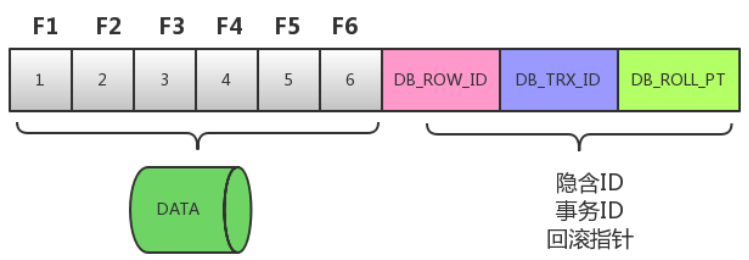 F1 F2 F3 F4 F5 F6
1 2 3 4 5 6 DB_ROW_ID DB_TRX_ID DB_ROLL_PT
DATA
隐含ID
事务ID
回滚指针